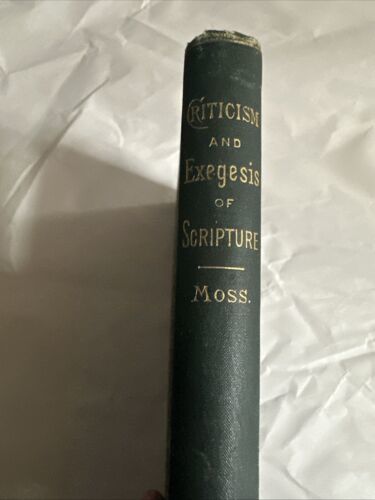 CRITICISM
AND
Exegesis
OF
SCRIPTURE
MOSS.